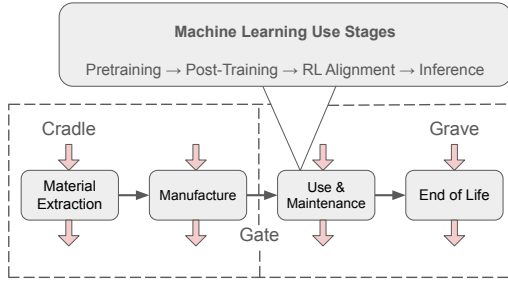 Machine Learning Use Stages
Pretraining → Post-Training → RL Alignment → Inference
Cradle
Grave
Material
Extraction
Manufacture
Use &
Maintenance
End of Life
Gate